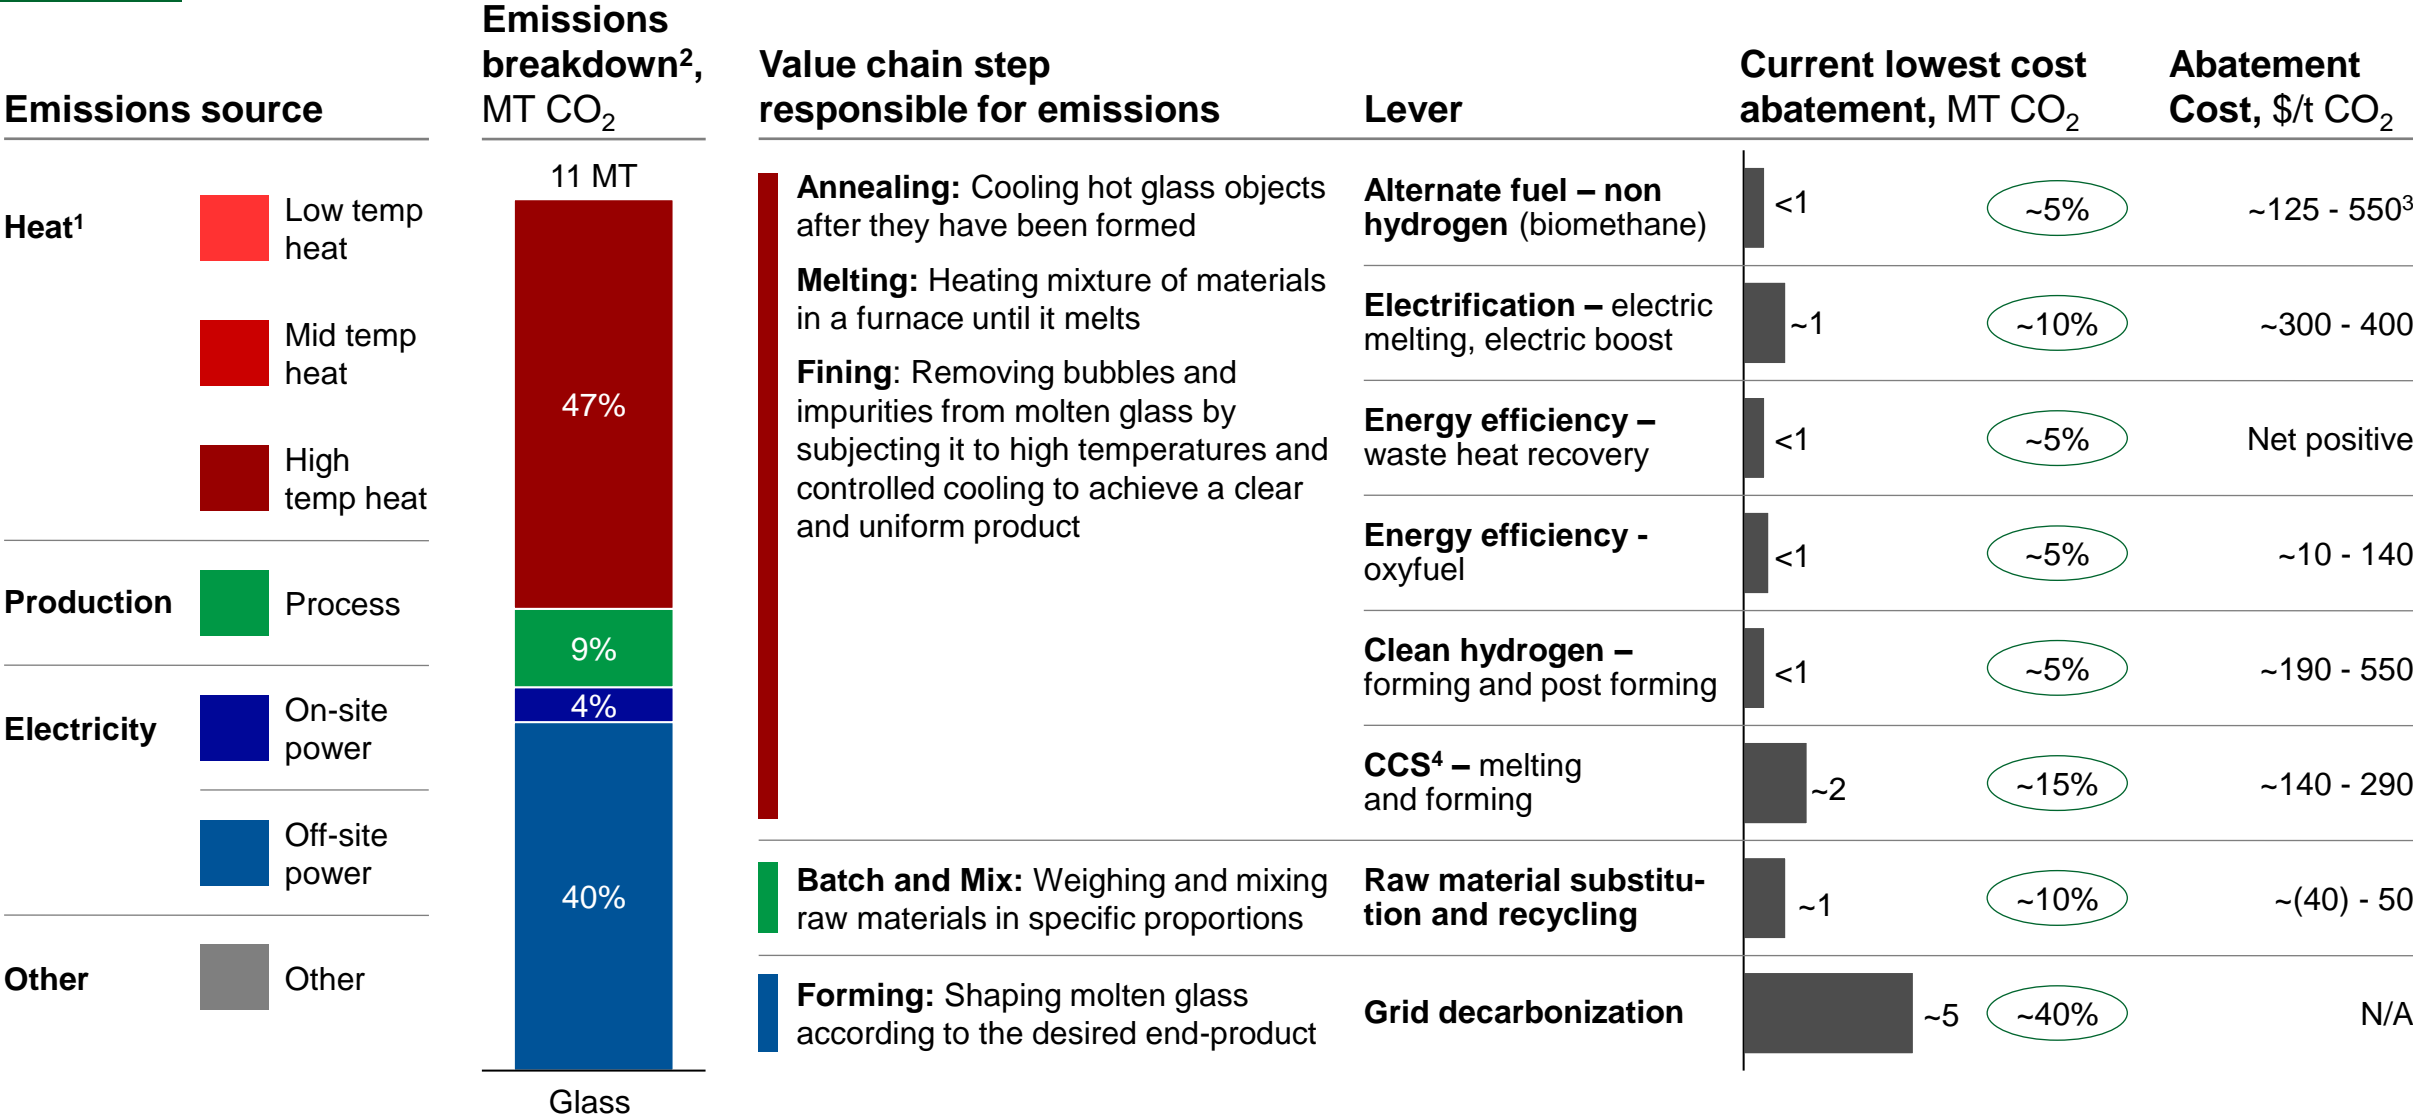 Emissions source
Emissions
breakdown²,
MT CO₂
Value chain step
responsible for emissions
Lever
Current lowest cost
abatement, MT CO₂
Abatement
Cost, $/t CO₂
Heat¹
Low temp
heat
Mid temp
heat
High
temp heat
Production
Process
Electricity
On-site
power
Off-site
power
Other
Other
11 MT
47%
9%
4%
40%
Glass
Annealing: Cooling hot glass objects
after they have been formed
Melting: Heating mixture of materials
in a furnace until it melts
Fining: Removing bubbles and
impurities from molten glass by
subjecting it to high temperatures and
controlled cooling to achieve a clear
and uniform product
Alternate fuel – non
hydrogen (biomethane)
<1
~5%
~125 - 550³
Electrification – electric
melting, electric boost
~1
~10%
~300 - 400
Energy efficiency –
waste heat recovery
<1
~5%
Net positive
Energy efficiency -
oxyfuel
<1
~5%
~10 - 140
Clean hydrogen –
forming and post forming
<1
~5%
~190 - 550
CCS⁴ – melting
and forming
~2
~15%
~140 - 290
Batch and Mix: Weighing and mixing
raw materials in specific proportions
Raw material substitu-
tion and recycling
~1
~10%
~(40) - 50
Forming: Shaping molten glass
according to the desired end-product
Grid decarbonization
~5
~40%
N/A